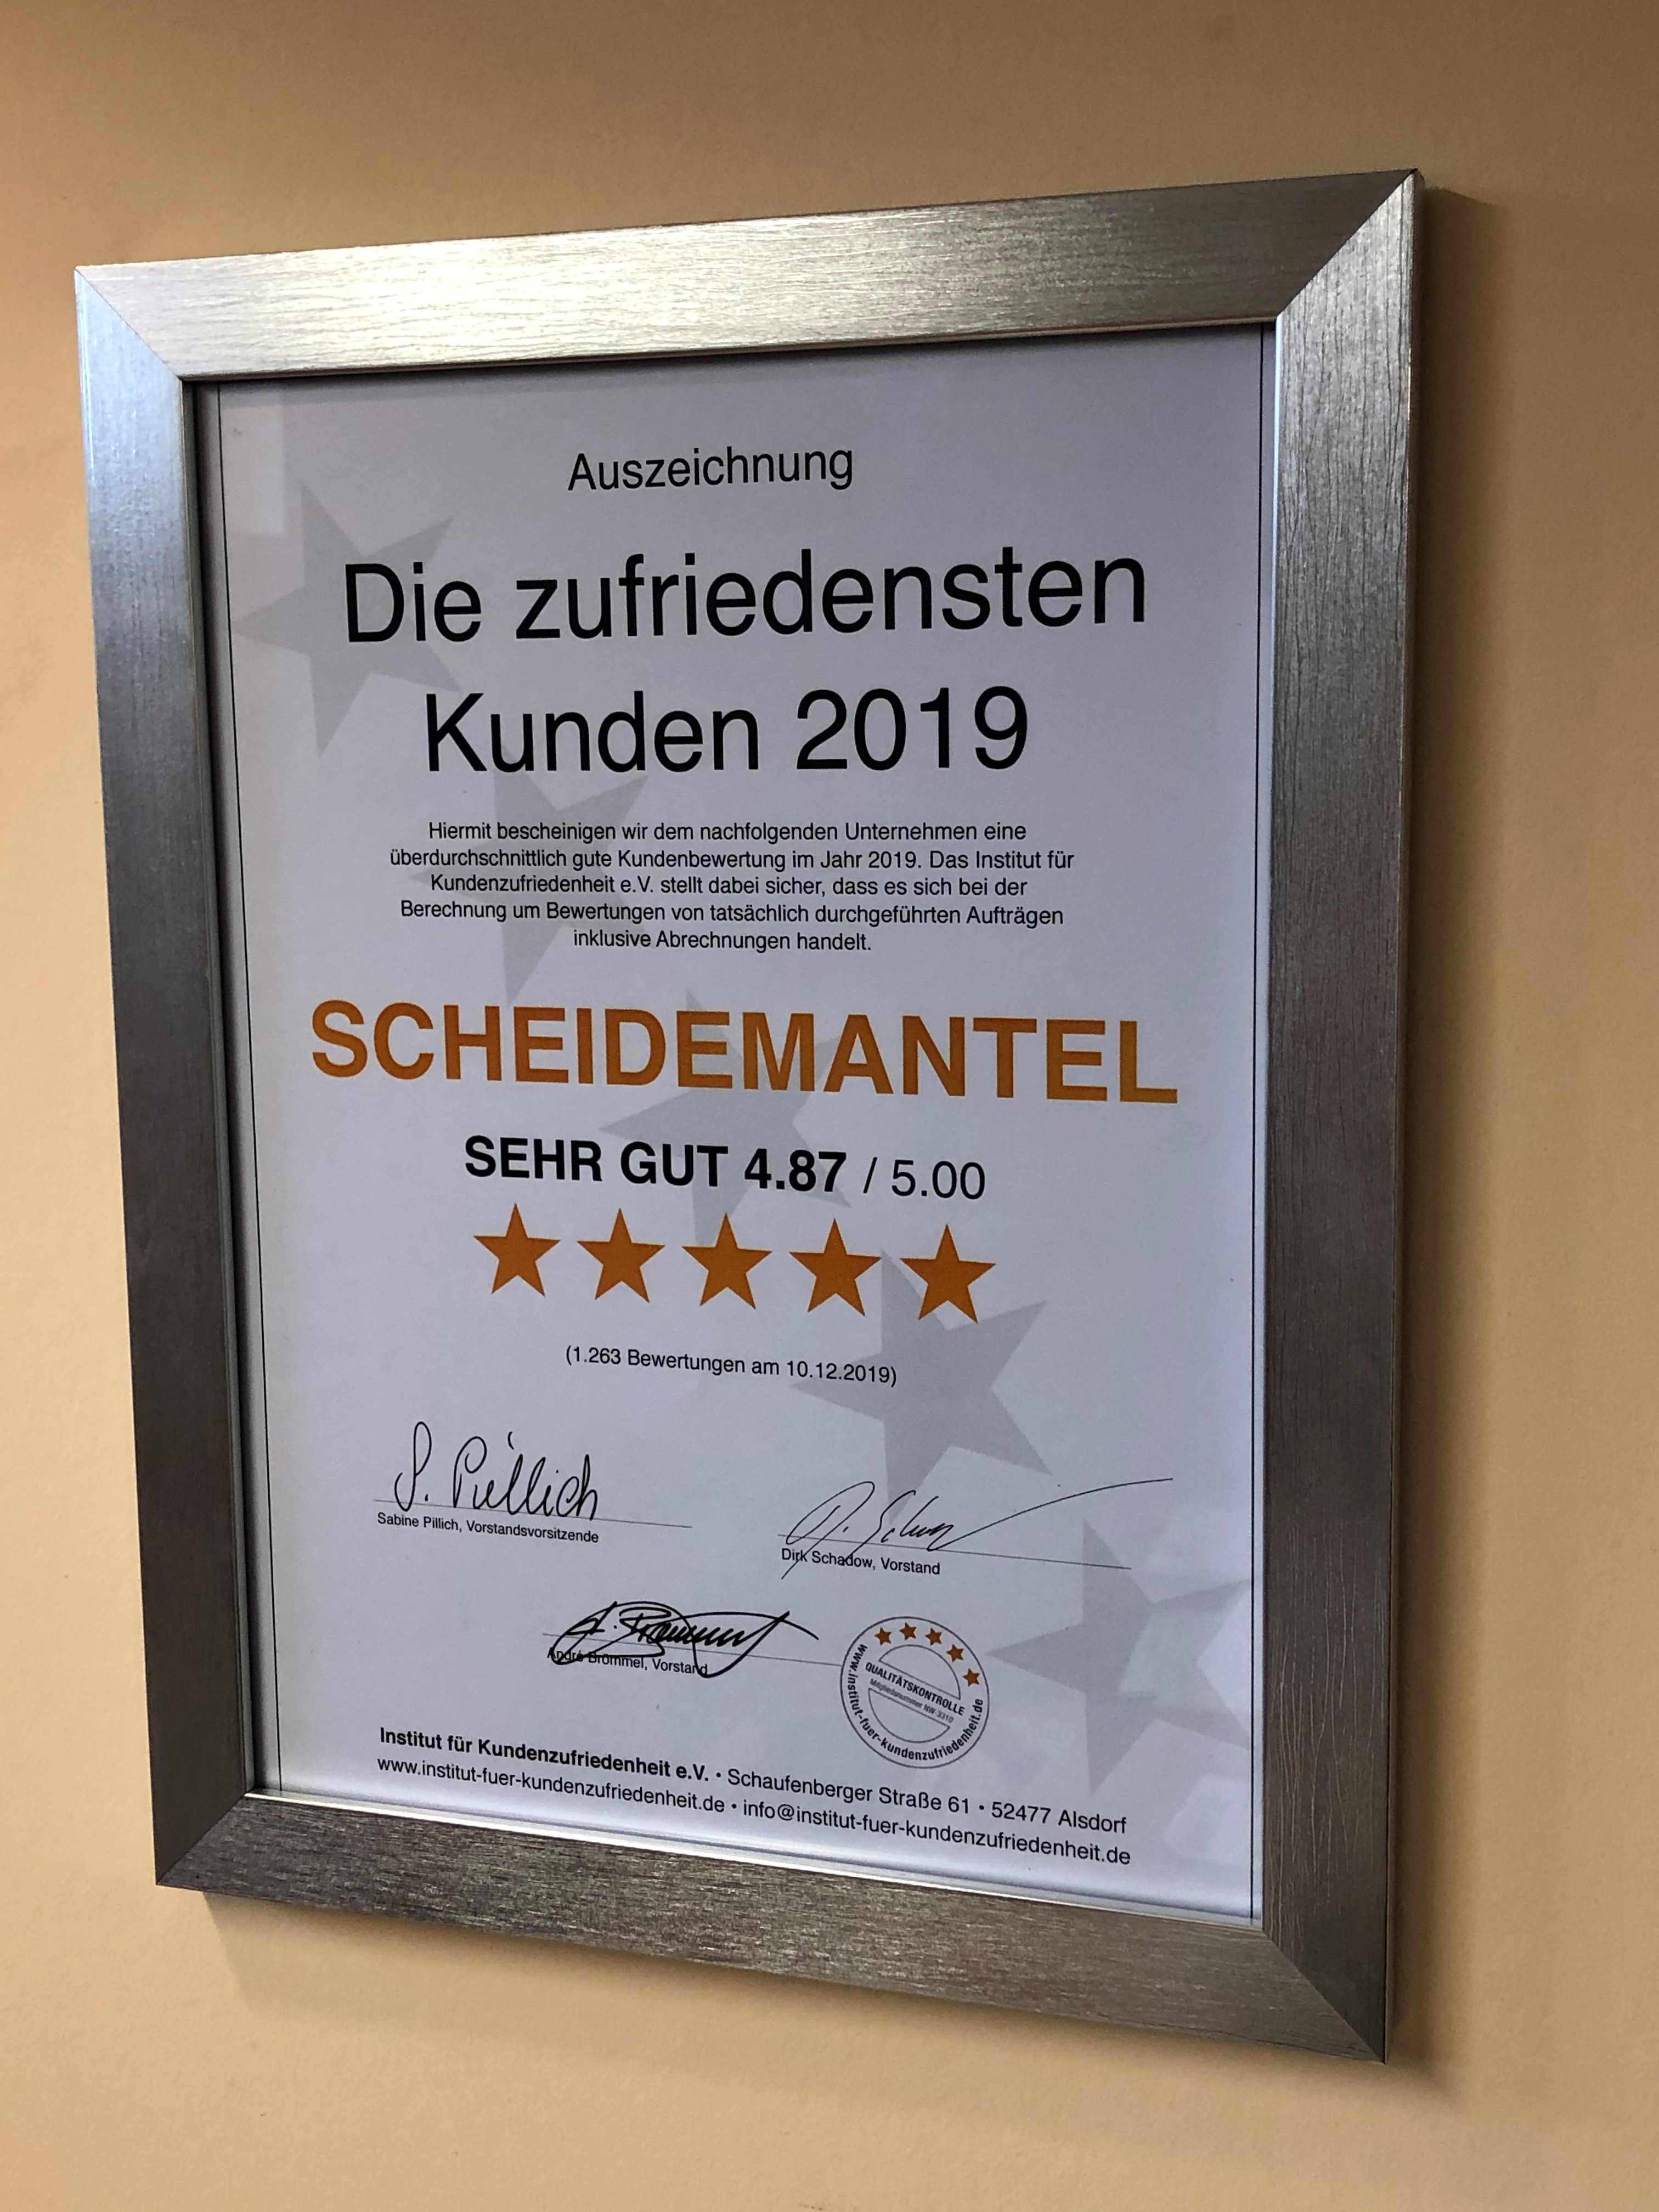 Auszeichnung
Die zufriedensten
Kunden 2019
Hiermit bescheinigen wir dem nachfolgenden Unternehmen eine
überdurchschnittlich gute Kundenbewertung im Jahr 2019. Das Institut für
Kundenzufriedenheit e.V. stellt dabei sicher, dass es sich bei der
Berechnung um Bewertungen von tatsächlich durchgeführten Aufträgen
inklusive Abrechnungen handelt.
SCHEIDEMANTEL
SEHR GUT 4.87 / 5.00
(1.263 Bewertungen am 10.12.2019)
S. Pillich
Sabine Pillich, Vorstandsvorsitzende
Dirk Schadow, Vorstand
André Brömmel, Vorstand
QUALITÄTSKONTROLLE
Mitgliedsnummer NW 3310
www.institut-fuer-kundenzufriedenheit.de
Institut für Kundenzufriedenheit e.V. • Schaufenberger Straße 61 • 52477 Alsdorf
www.institut-fuer-kundenzufriedenheit.de • info@institut-fuer-kundenzufriedenheit.de